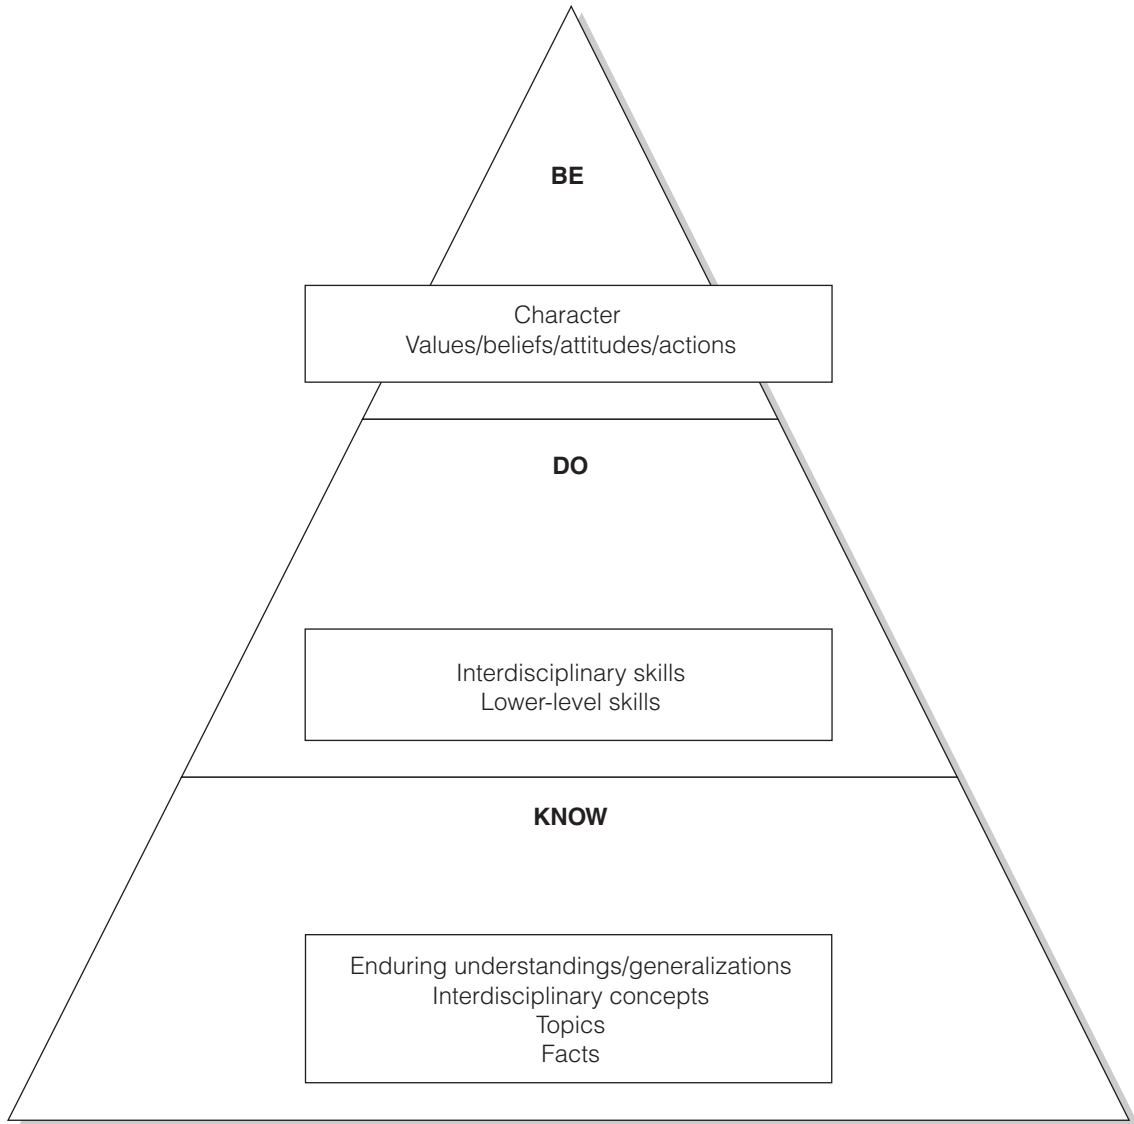 BE
Character
Values/beliefs/attitudes/actions
DO
Interdisciplinary skills
Lower-level skills
KNOW
Enduring understandings/generalizations
Interdisciplinary concepts
Topics
Facts